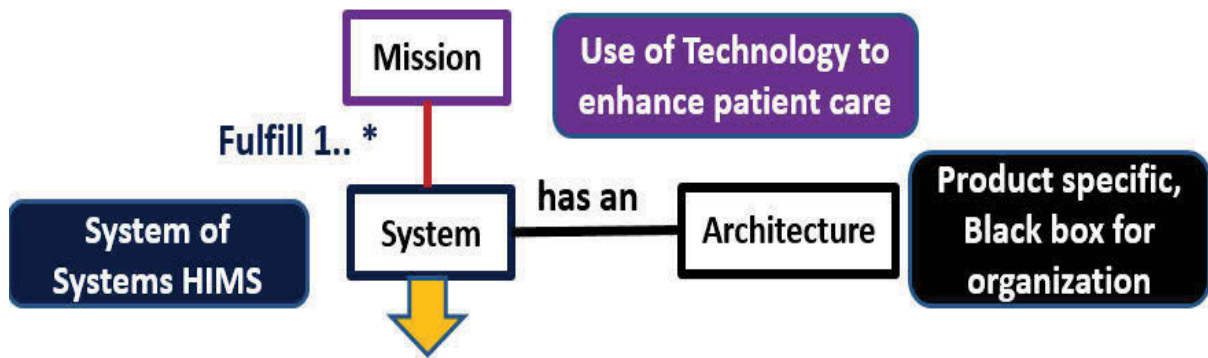 Mission
Use of Technology to
enhance patient care
Fulfill 1.. *
System of
Systems HIMS
System
has an
Architecture
Product specific,
Black box for
organization